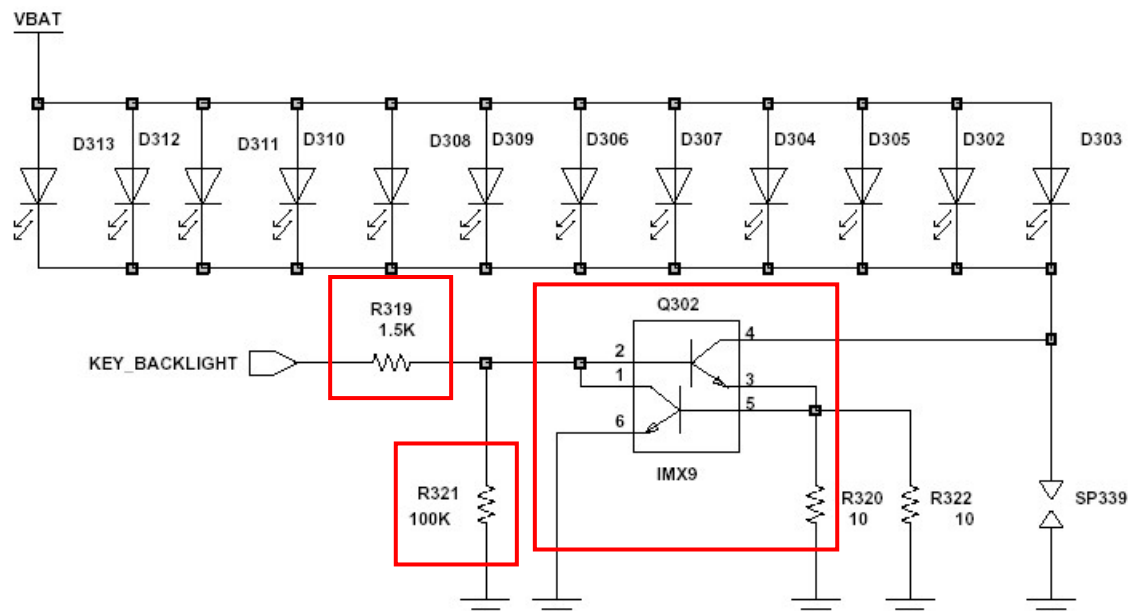 VBAT
D313
D312
D311
D310
D308
D309
D306
D307
D304
D305
D302
D303
R319
1.5K
Q302
KEY_BACKLIGHT
2
4
1
3
6
5
IMX9
R321
100K
R320
10
R322
10
SP339